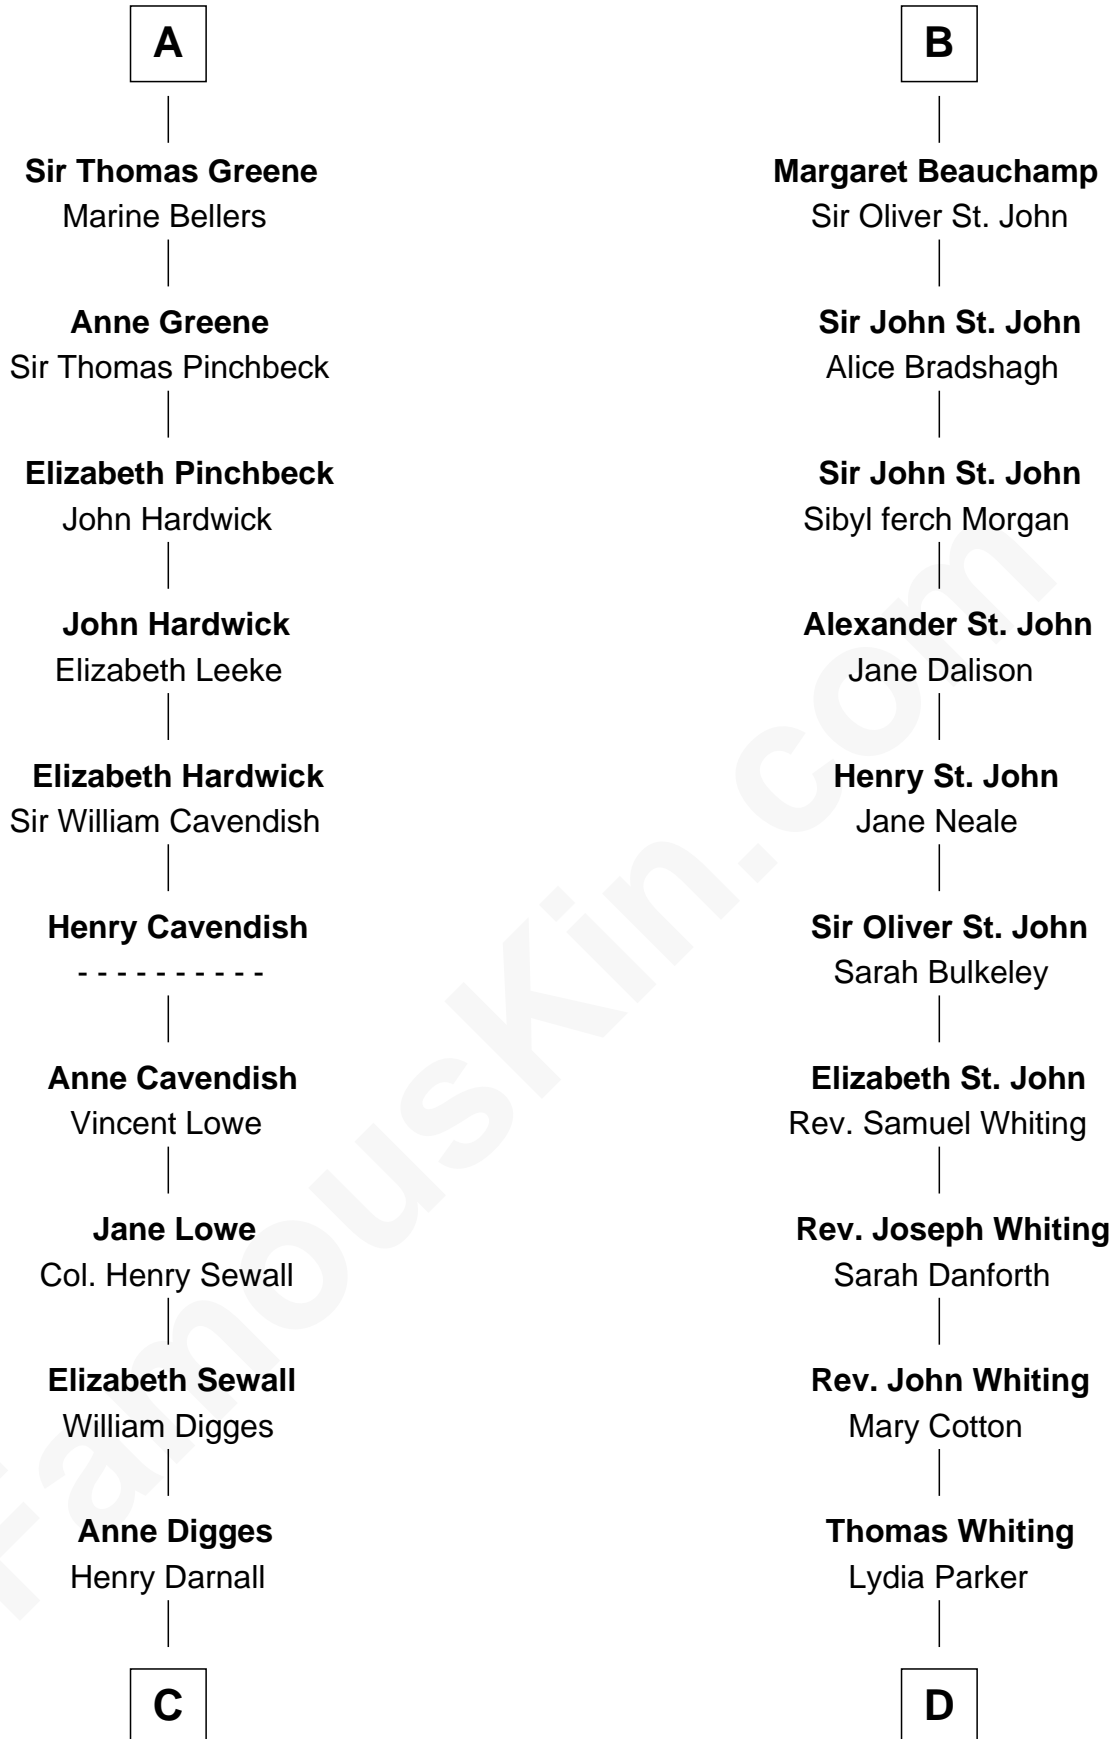 A
Sir Thomas Greene
Marine Bellers
Anne Greene
Sir Thomas Pinchbeck
Elizabeth Pinchbeck
John Hardwick
John Hardwick
Elizabeth Leeke
Elizabeth Hardwick
Sir William Cavendish
Henry Cavendish
- - - - - - - - - -
Anne Cavendish
Vincent Lowe
Jane Lowe
Col. Henry Sewall
Elizabeth Sewall
William Digges
Anne Digges
Henry Darnall
C
B
Margaret Beauchamp
Sir Oliver St. John
Sir John St. John
Alice Bradshagh
Sir John St. John
Sibyl ferch Morgan
Alexander St. John
Jane Dalison
Henry St. John
Jane Neale
Sir Oliver St. John
Sarah Bulkeley
Elizabeth St. John
Rev. Samuel Whiting
Rev. Joseph Whiting
Sarah Danforth
Rev. John Whiting
Mary Cotton
Thomas Whiting
Lydia Parker
D
FamousKin.com